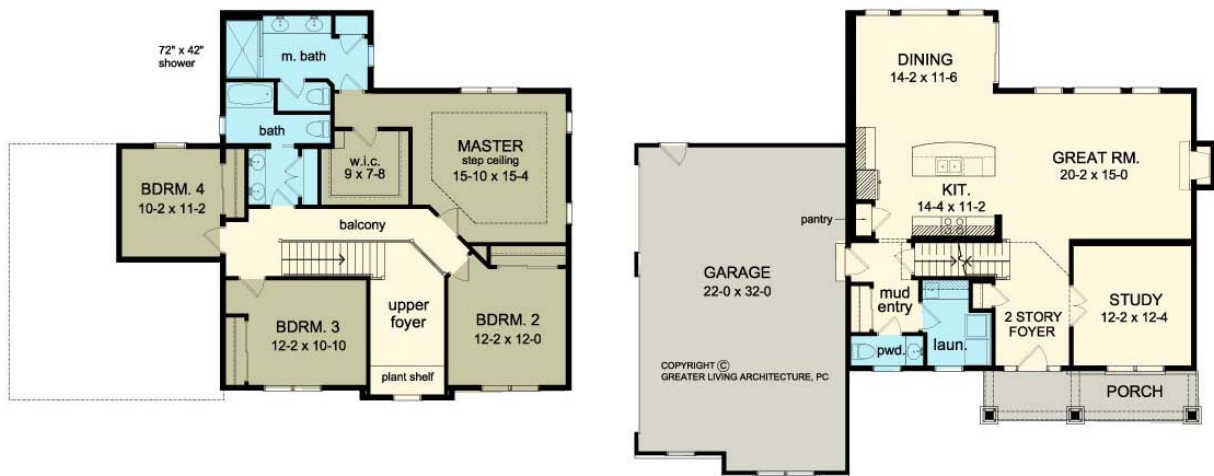 72" x 42"
shower
m. bath
bath
w.i.c.
9 x 7-8
MASTER
step ceiling
15-10 x 15-4
BDRM. 4
10-2 x 11-2
balcony
upper
foyer
BDRM. 3
12-2 x 10-10
BDRM. 2
12-2 x 12-0
plant shelf
DINING
14-2 x 11-6
GREAT RM.
20-2 x 15-0
KIT.
14-4 x 11-2
pantry
GARAGE
22-0 x 32-0
mud
entry
2 STORY
FOYER
STUDY
12-2 x 12-4
pwd.
laun.
COPYRIGHT ©
GREATER LIVING ARCHITECTURE, PC
PORCH